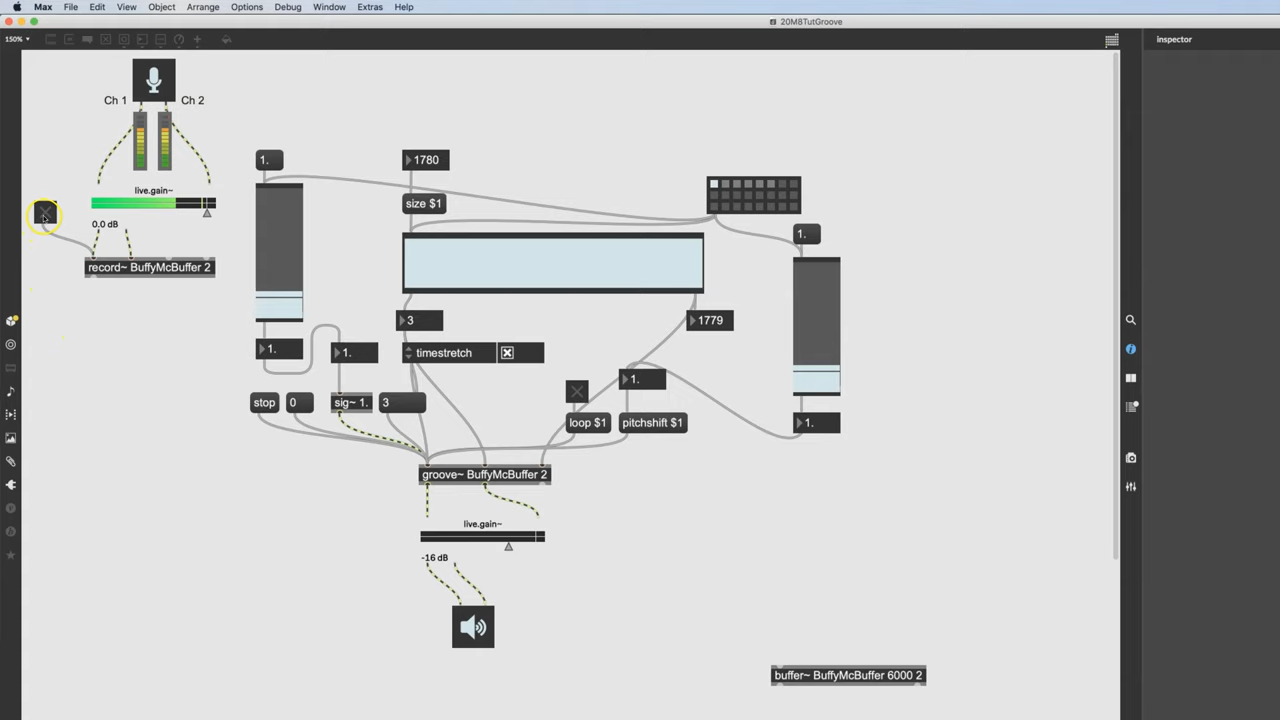 Max File Edit View Object Arrange Options Debug Window Extras Help
20M8TutGroove
150%
inspector
Ch 1 Ch 2
live.gain~
0.0 dB
record~ BuffyMcBuffer 2
1.
1780
size $1
1.
3
1779
1.
1.
timestretch
1.
stop
0
sig~ 1.
3
loop $1
pitchshift $1
1.
groove~ BuffyMcBuffer 2
live.gain~
-16 dB
buffer~ BuffyMcBuffer 6000 2